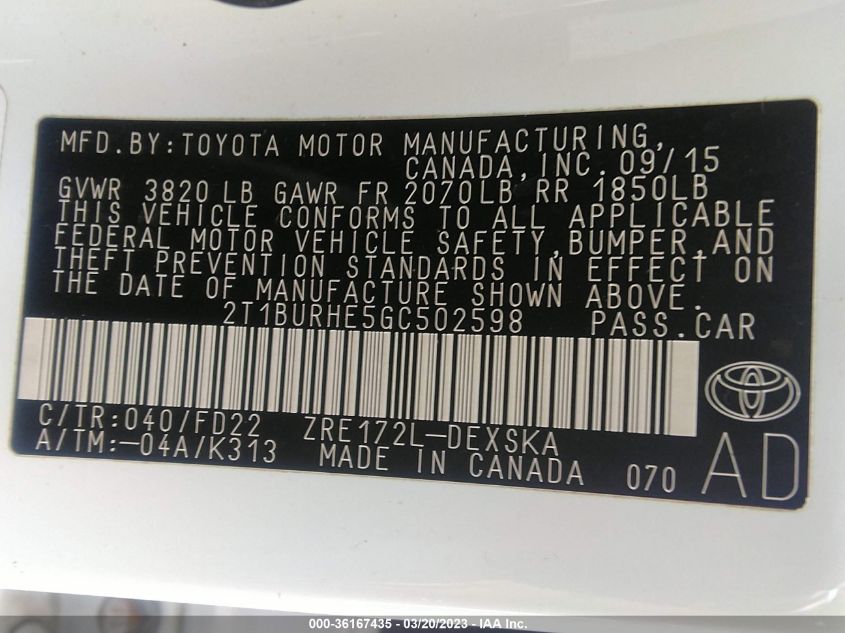 MFD.BY:TOYOTA MOTOR MANUFACTURING,
CANADA,INC.09/15
GVWR 3820LB GAWR FR 2070LB RR 1850LB
THIS VEHICLE CONFORMS TO ALL APPLICABLE
FEDERAL MOTOR VEHICLE SAFETY,BUMPER,AND
THEFT PREVENTION STANDARDS IN EFFECT ON
THE DATE OF MANUFACTURE SHOWN ABOVE.
2T1BURHE5GC502598 PASS.CAR
C/TR:040/FD22 ZRE172L-DEXSKA
A/TM:-04A/K313 MADE IN CANADA 070 AD
000-36167435 - 03/20/2023 - IAA Inc.